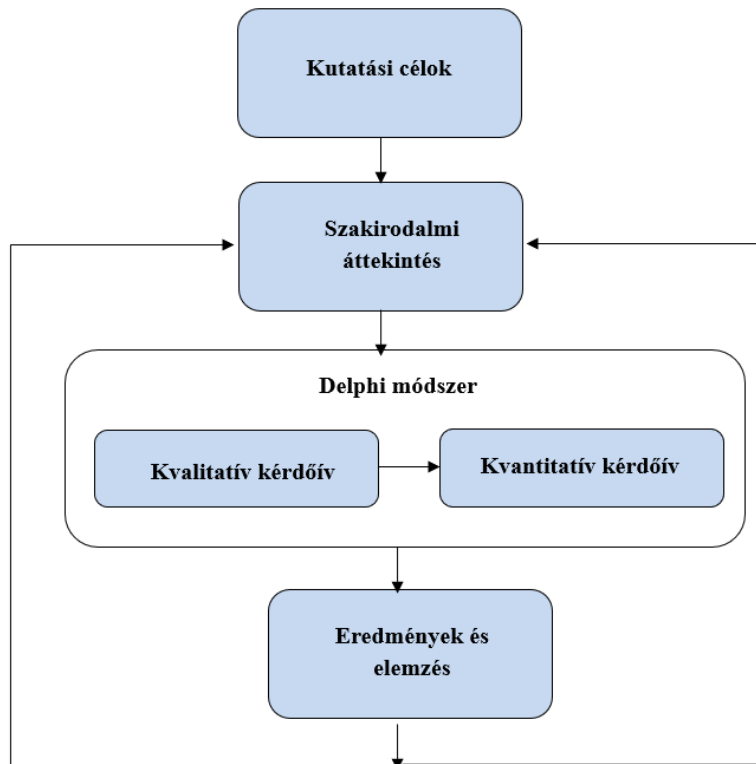 Kutatási célok
Szakirodalmi
áttekintés
Delphi módszer
Kvalitatív kérdőív
Kvantitatív kérdőív
Eredmények és
elemzés